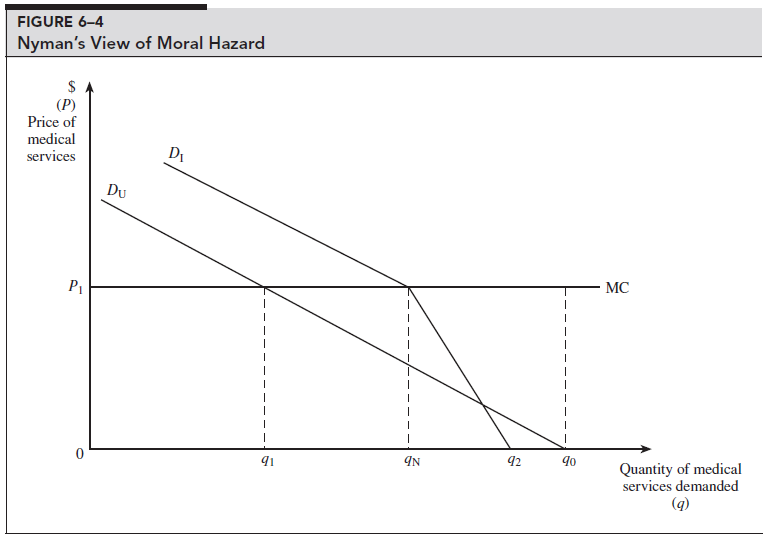 FIGURE 6–4
Nyman's View of Moral Hazard
$
(P)
Price of
medical
services
DI
DU
P1
MC
0
q1
qN
q2
q0
Quantity of medical
services demanded
(q)